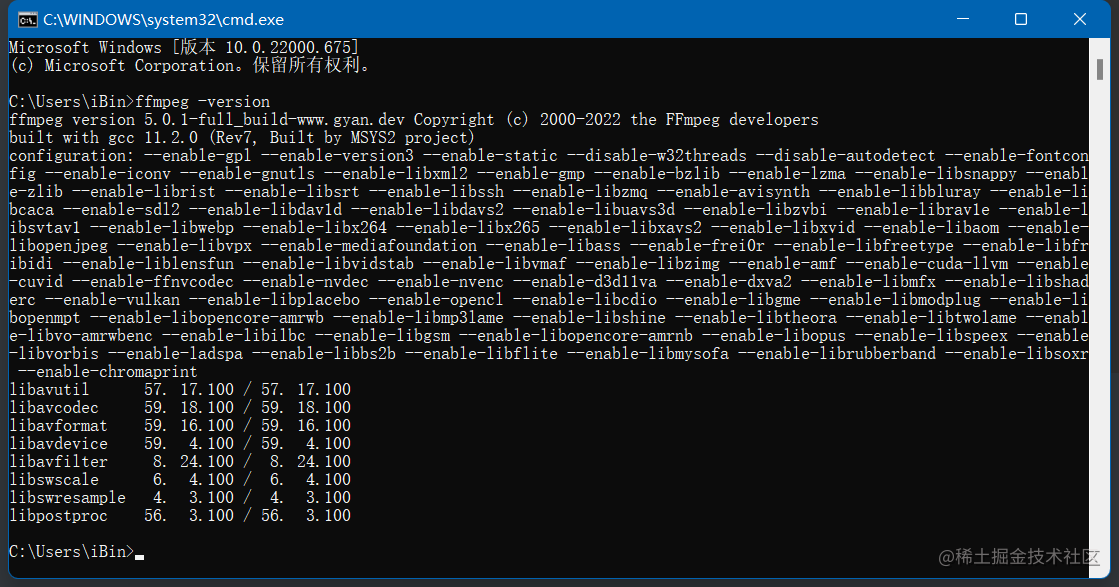 C:\WINDOWS\system32\cmd.exe
Microsoft Windows [版本 10.0.22000.675]
(c) Microsoft Corporation。保留所有权利。
C:\Users\iBin>ffmpeg -version
ffmpeg version 5.0.1-full_build-www.gyan.dev Copyright (c) 2000-2022 the FFmpeg developers
built with gcc 11.2.0 (Rev7, Built by MSYS2 project)
configuration: --enable-gpl --enable-version3 --enable-static --disable-w32threads --disable-autodetect --enable-fontcon
fig --enable-iconv --enable-gnutls --enable-libxml2 --enable-gmp --enable-bzlib --enable-lzma --enable-libsnappy --enabl
e-zlib --enable-librist --enable-libsrt --enable-libssh --enable-libzmq --enable-avisynth --enable-libbluray --enable-li
bcaca --enable-sdl2 --enable-libdav1d --enable-libdavs2 --enable-libuavs3d --enable-libzvbi --enable-librav1e --enable-l
ibsvtav1 --enable-libwebp --enable-libx264 --enable-libx265 --enable-libxavs2 --enable-libxvid --enable-libaom --enable-
libopenjpeg --enable-libvpx --enable-mediafoundation --enable-libass --enable-frei0r --enable-libfreetype --enable-libfr
ibidi --enable-liblensfun --enable-libvidstab --enable-libvmaf --enable-libzimg --enable-amf --enable-cuda-llvm --enable
-cuvid --enable-ffnvcodec --enable-nvdec --enable-nvenc --enable-d3d11va --enable-dxva2 --enable-libmfx --enable-libshad
erc --enable-vulkan --enable-libplacebo --enable-opencl --enable-libcdio --enable-libgme --enable-libmodplug --enable-li
bopenmpt --enable-libopencore-amrwb --enable-libmp3lame --enable-libshine --enable-libtheora --enable-libtwolame --enabl
e-libvo-amrwbenc --enable-libilbc --enable-libgsm --enable-libopencore-amrnb --enable-libopus --enable-libspeex --enable
-libvorbis --enable-ladspa --enable-libbs2b --enable-libflite --enable-libmysofa --enable-librubberband --enable-libsoxr
--enable-chromaprint
libavutil      57. 17.100 / 57. 17.100
libavcodec     59. 18.100 / 59. 18.100
libavformat    59. 16.100 / 59. 16.100
libavdevice    59.  4.100 / 59.  4.100
libavfilter     8. 24.100 /  8. 24.100
libswscale      6.  4.100 /  6.  4.100
libswresample   4.  3.100 /  4.  3.100
libpostproc    56.  3.100 / 56.  3.100
C:\Users\iBin>
@稀土掘金技术社区